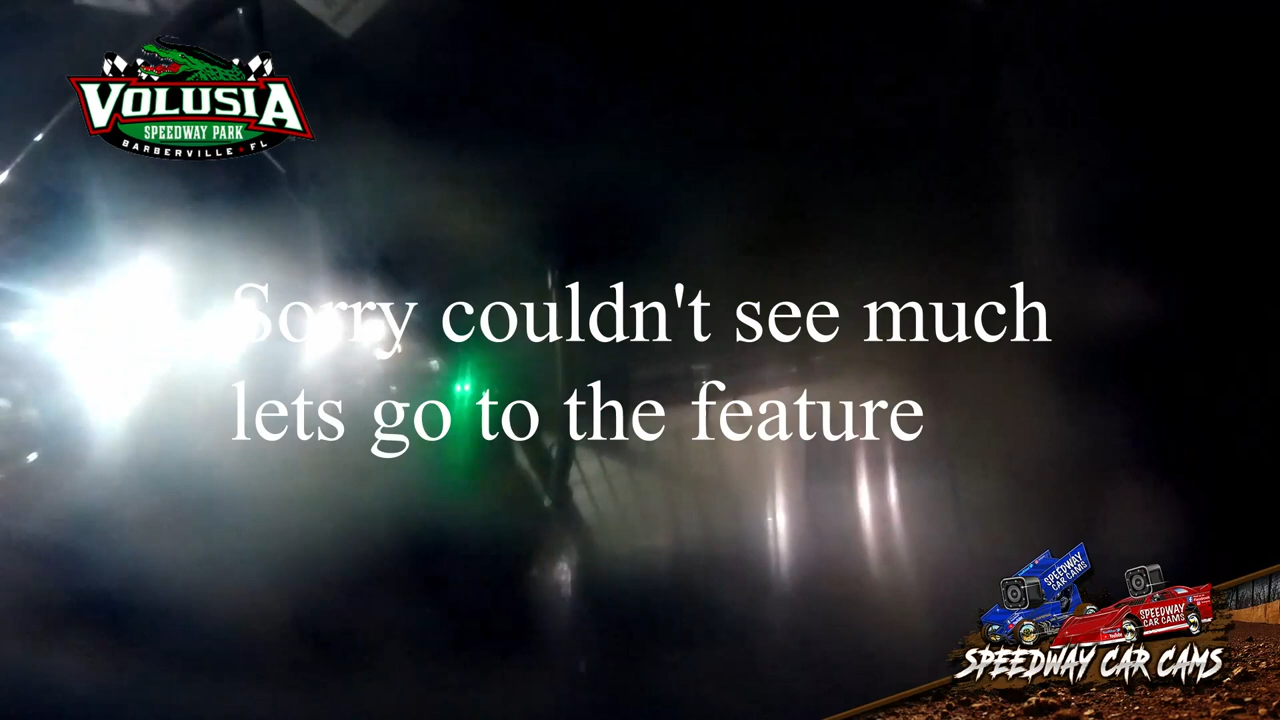 VOLUSIA
SPEEDWAY PARK
BARBERVILLE FL
Sorry couldn't see much
lets go to the feature
SPEEDWAY
CAR CAMS
SPEEDWAY
CAR CAMS
SPEEDWAY CAR CAMS